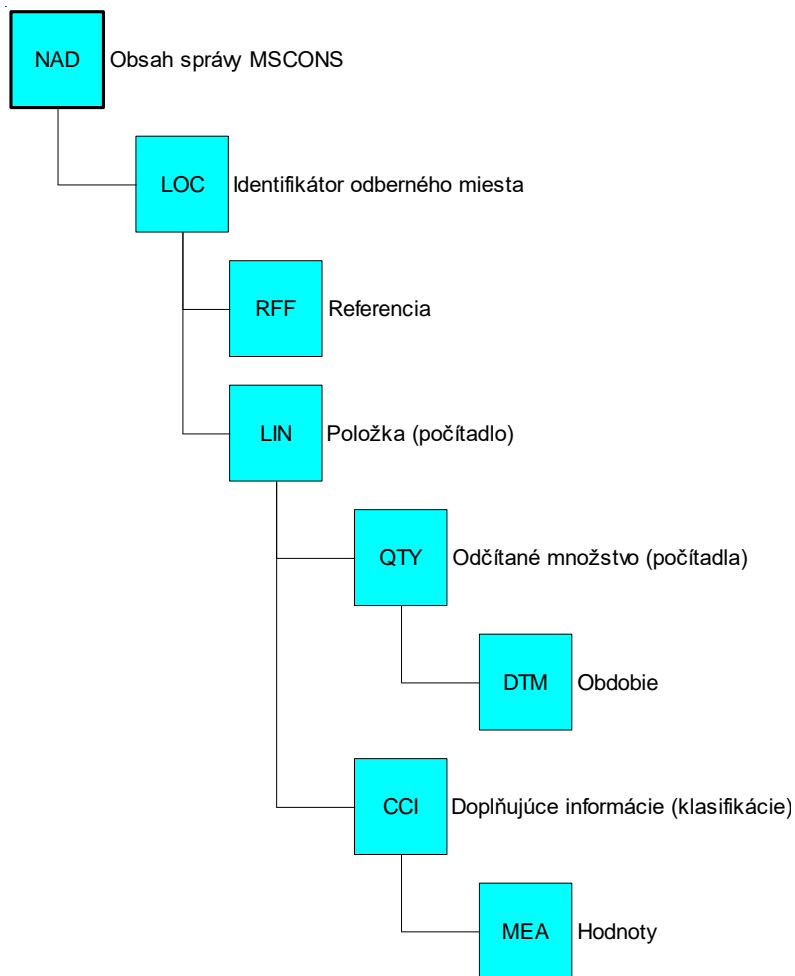 NAD Obsah správy MSCONS
LOC Identifikátor odberného miesta
RFF Referencia
LIN Položka (počítadlo)
QTY Odčítané množstvo (počítadla)
DTM Obdobie
CCI Doplňujúce informácie (klasifikácie)
MEA Hodnoty